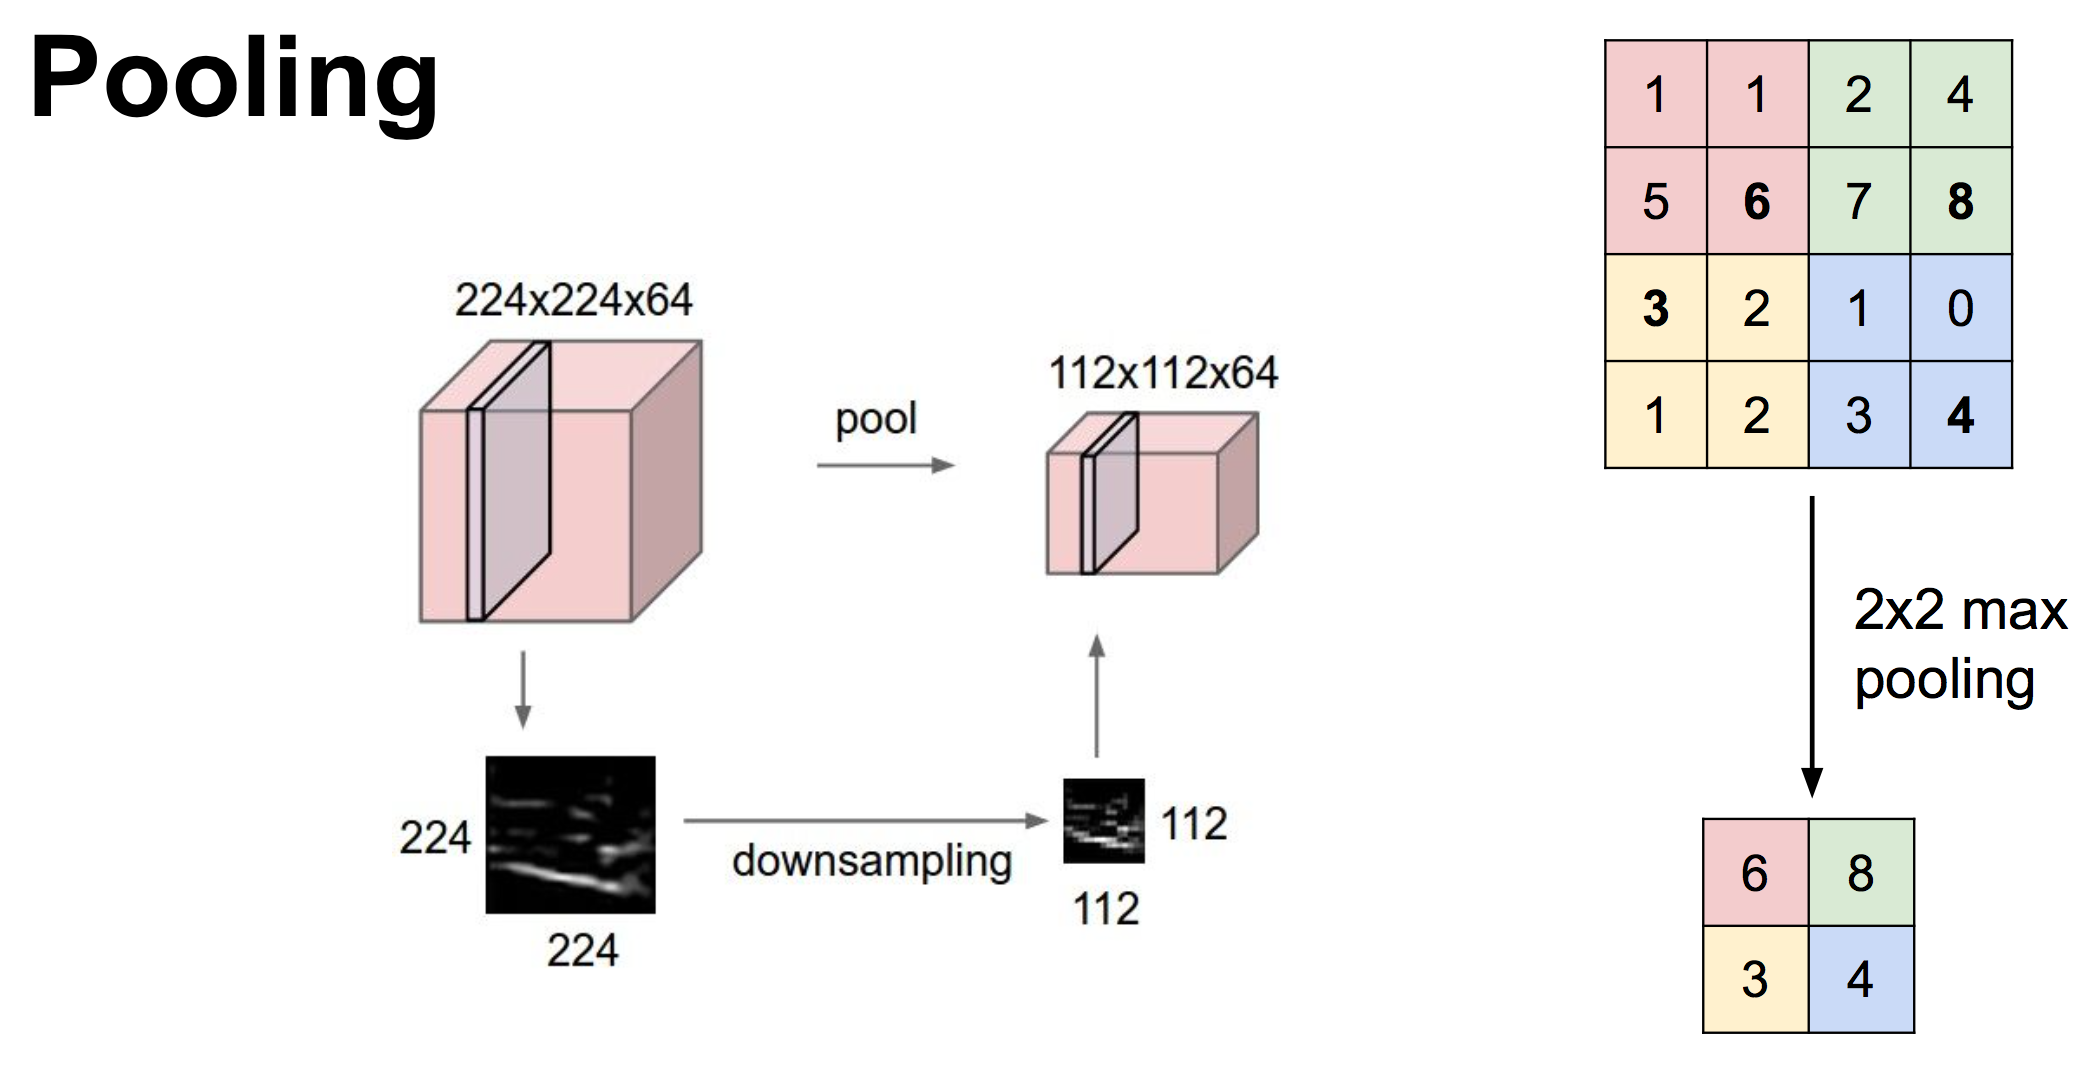 Pooling
224x224x64
pool
112x112x64
224
224
downsampling
112
112
1 1 2 4
5 6 7 8
3 2 1 0
1 2 3 4
2x2 max
pooling
6 8
3 4